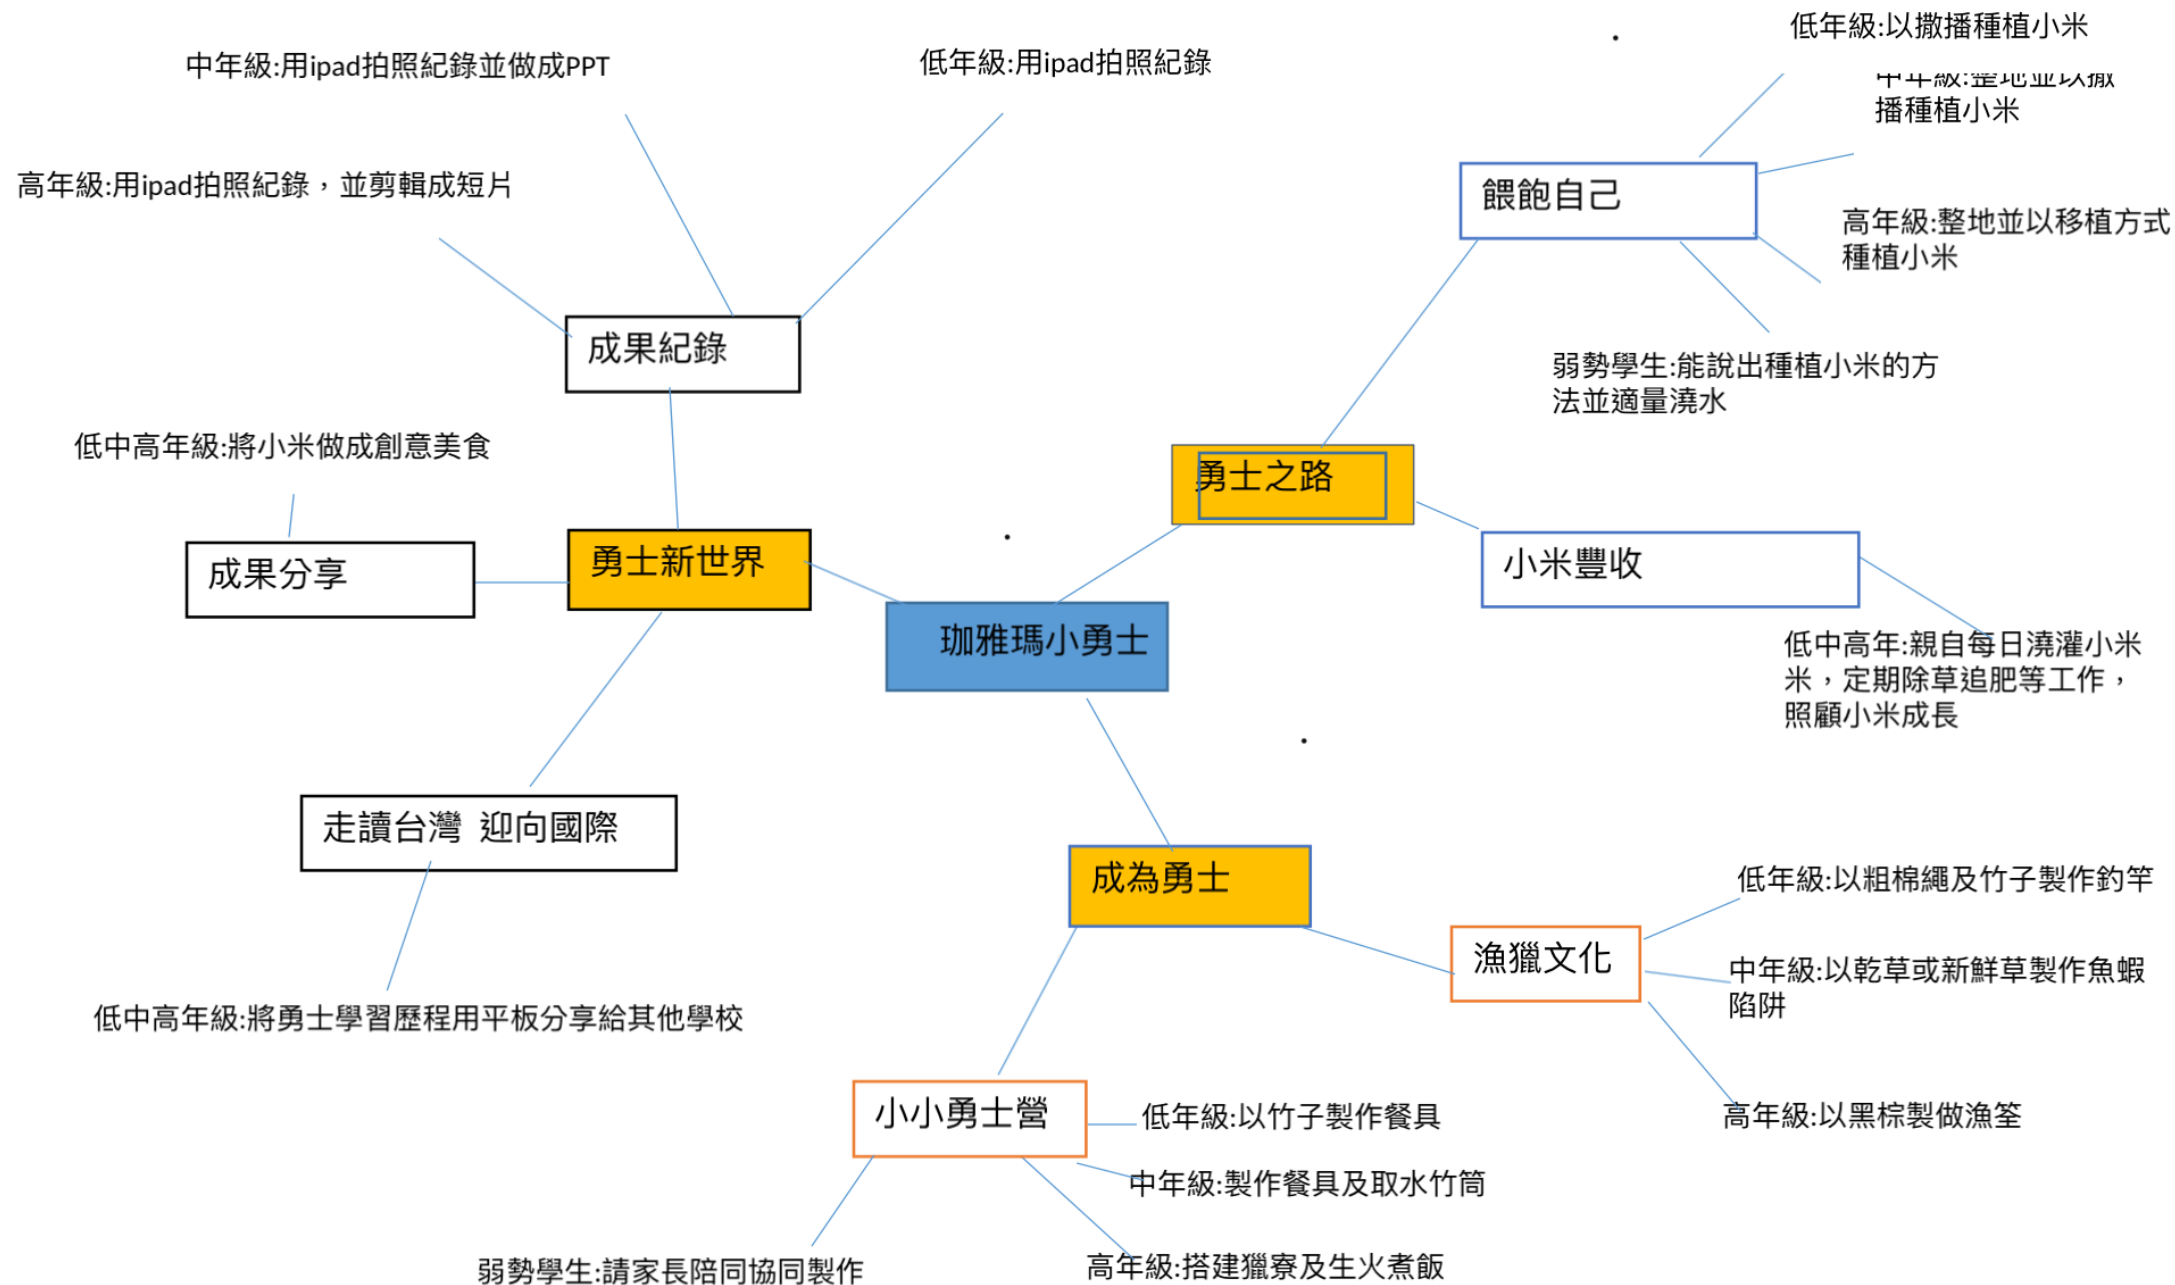 低年級:以撒播種植小米
中年級:用ipad拍照紀錄並做成PPT
低年級:用ipad拍照紀錄
中年級:整地並以撒
播種植小米
高年級:用ipad拍照紀錄，並剪輯成短片
餵飽自己
高年級:整地並以移植方式
種植小米
成果紀錄
弱勢學生:能說出種植小米的方
法並適量澆水
低中高年級:將小米做成創意美食
勇士之路
成果分享
勇士新世界
小米豐收
珈雅瑪小勇士
低中高年:親自每日澆灌小米
米，定期除草追肥等工作，
照顧小米成長
走讀台灣 迎向國際
成為勇士
低年級:以粗棉繩及竹子製作釣竿
漁獵文化
中年級:以乾草或新鮮草製作魚蝦
陷阱
低中高年級:將勇士學習歷程用平板分享給其他學校
小小勇士營
低年級:以竹子製作餐具
高年級:以黑棕製做漁筌
中年級:製作餐具及取水竹筒
弱勢學生:請家長陪同協同製作
高年級:搭建獵寮及生火煮飯